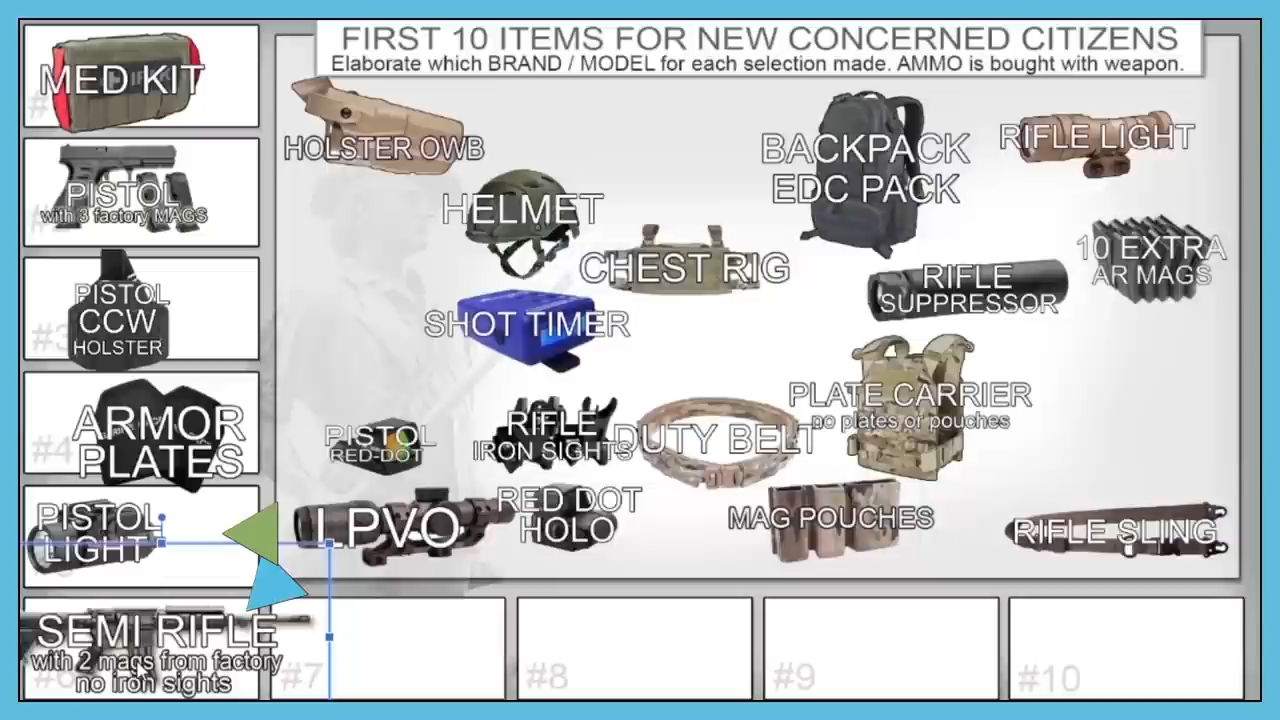 FIRST 10 ITEMS FOR NEW CONCERNED CITIZENS
Elaborate which BRAND / MODEL for each selection made. AMMO is bought with weapon.
MED KIT
PISTOL
with 3 factory MAGS
#3
PISTOL
CCW
HOLSTER
#4
ARMOR
PLATES
PISTOL
LIGHT
#6
SEMI RIFLE
with 2 mags from factory
no iron sights
HOLSTER OWB
HELMET
CHEST RIG
BACKPACK
EDC PACK
RIFLE LIGHT
10 EXTRA
AR MAGS
RIFLE
SUPPRESSOR
SHOT TIMER
PLATE CARRIER
no plates or pouches
PISTOL
RED-DOT
RIFLE
IRON SIGHTS
DUTY BELT
LPVO
RED DOT
HOLO
MAG POUCHES
RIFLE SLING
#7
#8
#9
#10